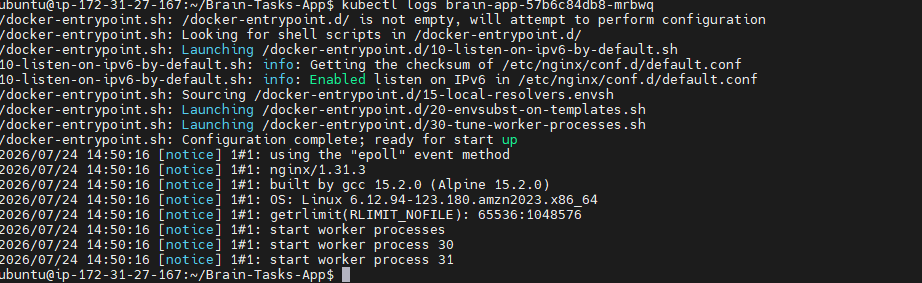 ubuntu@ip-172-31-27-167:~/Brain-Tasks-App$ kubectl logs brain-app-57b6c84db8-mrbwq
/docker-entrypoint.sh: /docker-entrypoint.d/ is not empty, will attempt to perform configuration
/docker-entrypoint.sh: Looking for shell scripts in /docker-entrypoint.d/
/docker-entrypoint.sh: Launching /docker-entrypoint.d/10-listen-on-ipv6-by-default.sh
10-listen-on-ipv6-by-default.sh: info: Getting the checksum of /etc/nginx/conf.d/default.conf
10-listen-on-ipv6-by-default.sh: info: Enabled listen on IPv6 in /etc/nginx/conf.d/default.conf
/docker-entrypoint.sh: Sourcing /docker-entrypoint.d/15-local-resolvers.envsh
/docker-entrypoint.sh: Launching /docker-entrypoint.d/20-envsubst-on-templates.sh
/docker-entrypoint.sh: Launching /docker-entrypoint.d/30-tune-worker-processes.sh
/docker-entrypoint.sh: Configuration complete; ready for start up
2026/07/24 14:50:16 [notice] 1#1: using the "epoll" event method
2026/07/24 14:50:16 [notice] 1#1: nginx/1.31.3
2026/07/24 14:50:16 [notice] 1#1: built by gcc 15.2.0 (Alpine 15.2.0)
2026/07/24 14:50:16 [notice] 1#1: OS: Linux 6.12.94-123.180.amzn2023.x86_64
2026/07/24 14:50:16 [notice] 1#1: getrlimit(RLIMIT_NOFILE): 65536:1048576
2026/07/24 14:50:16 [notice] 1#1: start worker processes
2026/07/24 14:50:16 [notice] 1#1: start worker process 30
2026/07/24 14:50:16 [notice] 1#1: start worker process 31
ubuntu@ip-172-31-27-167:~/Brain-Tasks-App$